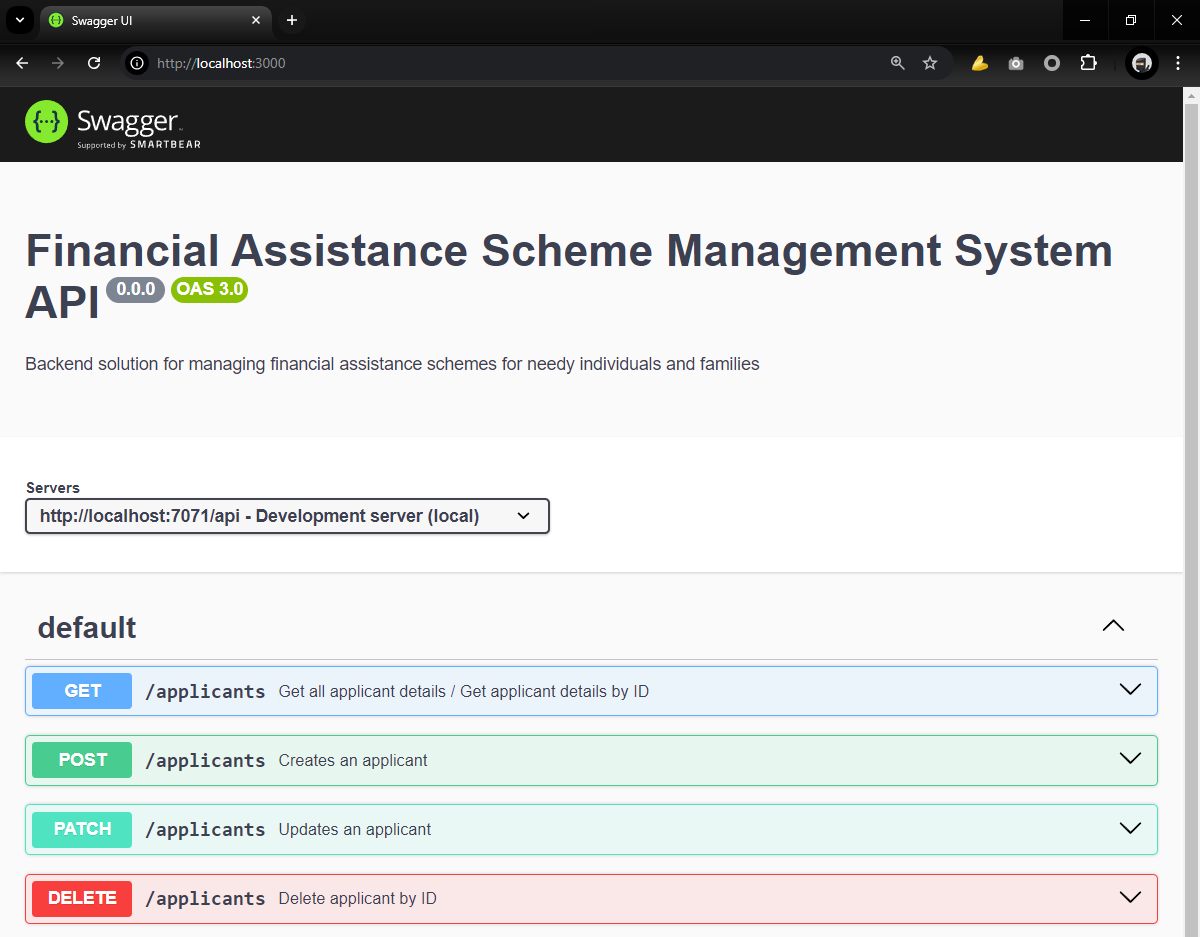 Swagger UI
http://localhost:3000
Swagger
Supported by SMARTBEAR
Financial Assistance Scheme Management System
API 0.0.0 OAS 3.0
Backend solution for managing financial assistance schemes for needy individuals and families
Servers
http://localhost:7071/api - Development server (local)
default
GET /applicants Get all applicant details / Get applicant details by ID
POST /applicants Creates an applicant
PATCH /applicants Updates an applicant
DELETE /applicants Delete applicant by ID